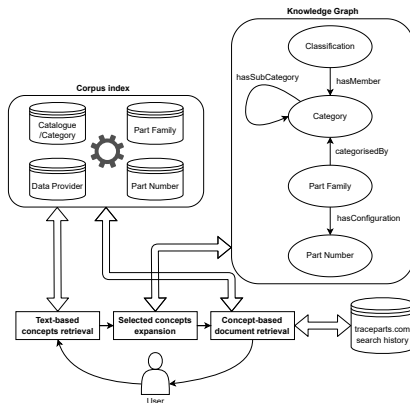 Knowledge Graph
Classification
hasSubCategory
hasMember
Category
categorisedBy
Part Family
hasConfiguration
Part Number
Corpus index
Catalogue
/Category
Part Family
Data Provider
Part Number
Text-based
concepts retrieval
Selected concepts
expansion
Concept-based
document retrieval
traceparts.com
search history
User